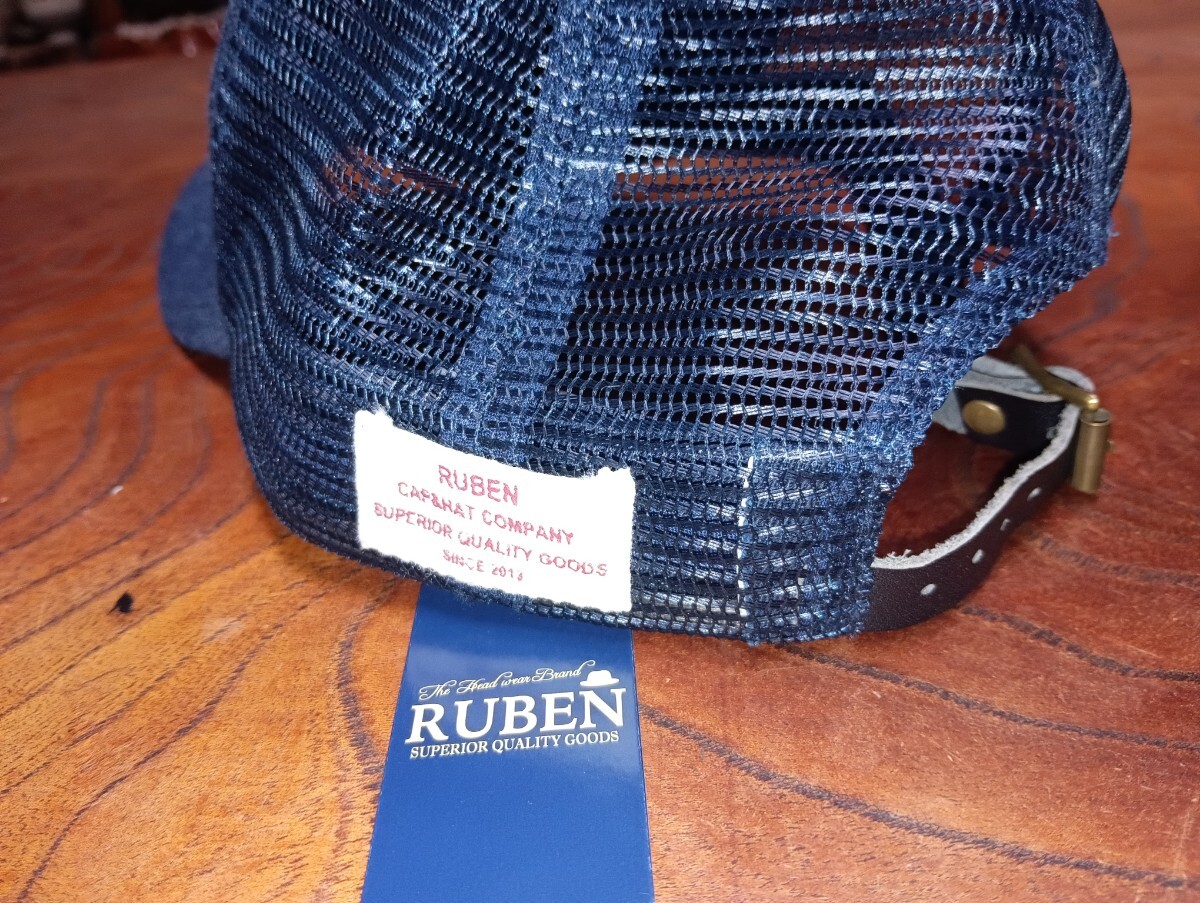 RUBEN
CAP&HAT COMPANY
SUPERIOR QUALITY GOODS
SINCE 2013
The Head wear Brand
RUBEN
SUPERIOR QUALITY GOODS